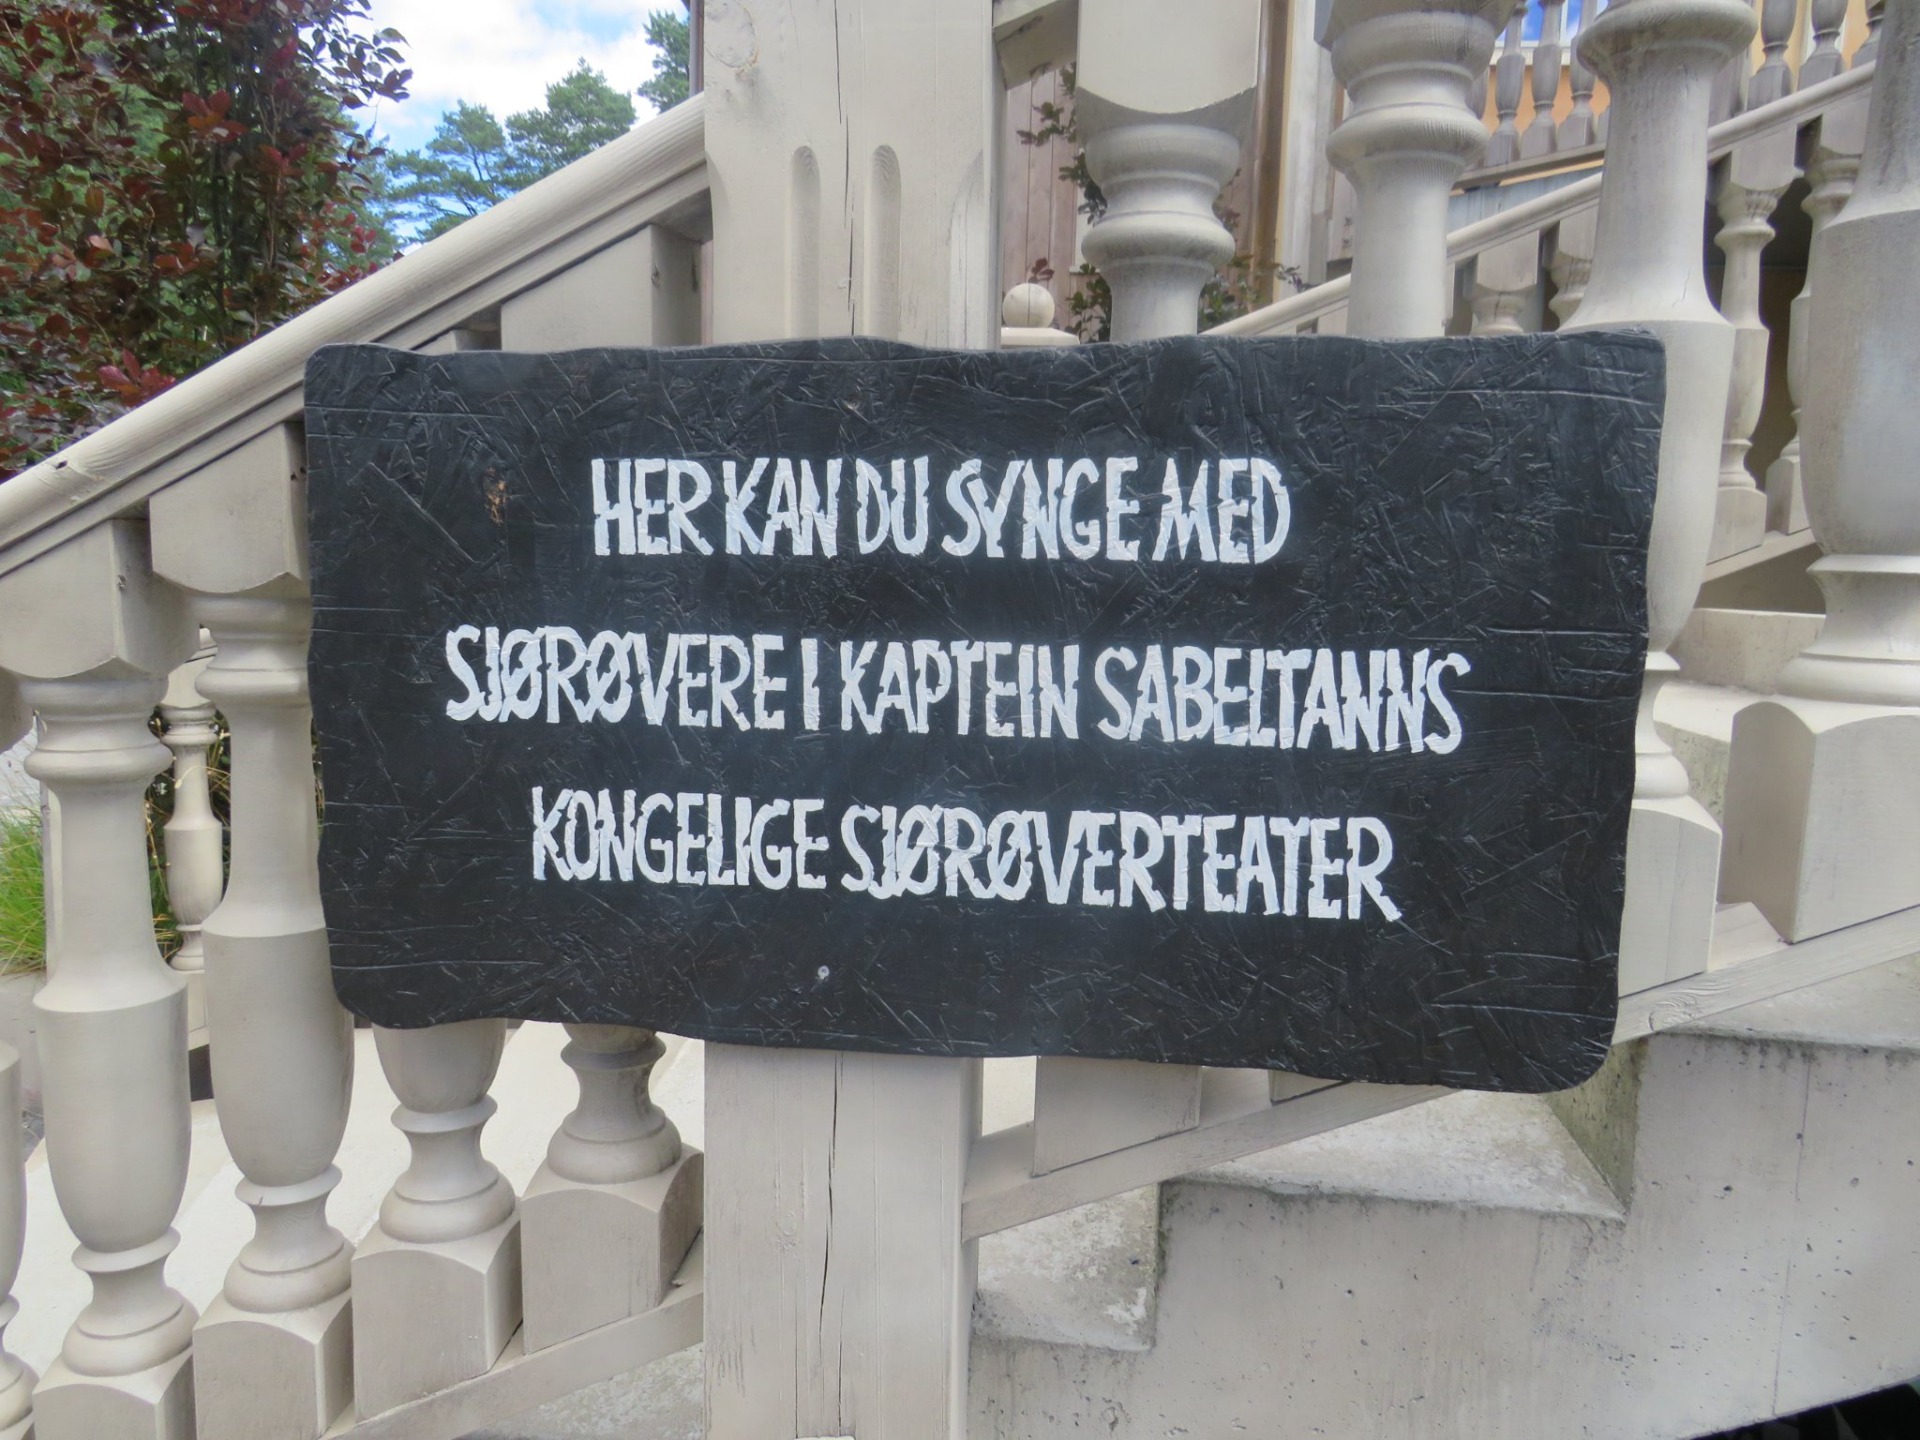 HER KAN DU SYNGE MED
SJØRØVERE I KAPTEIN SABELTANNS
KONGELIGE SJØRØVERTEATER